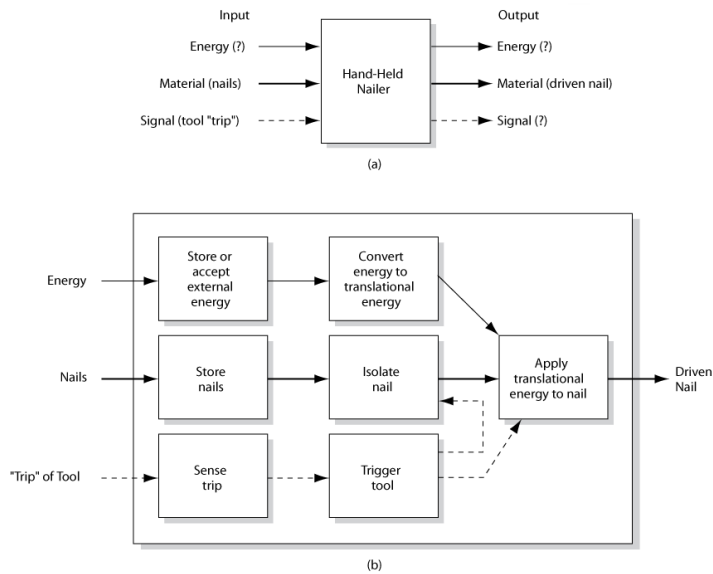 Input
Output
Energy (?)
Energy (?)
Material (nails)
Hand-Held
Nailer
Material (driven nail)
Signal (tool "trip")
Signal (?)
(a)
Energy
Store or
accept
external
energy
Convert
energy to
translational
energy
Nails
Store
nails
Isolate
nail
Apply
translational
energy to nail
Driven
Nail
"Trip" of Tool
Sense
trip
Trigger
tool
(b)